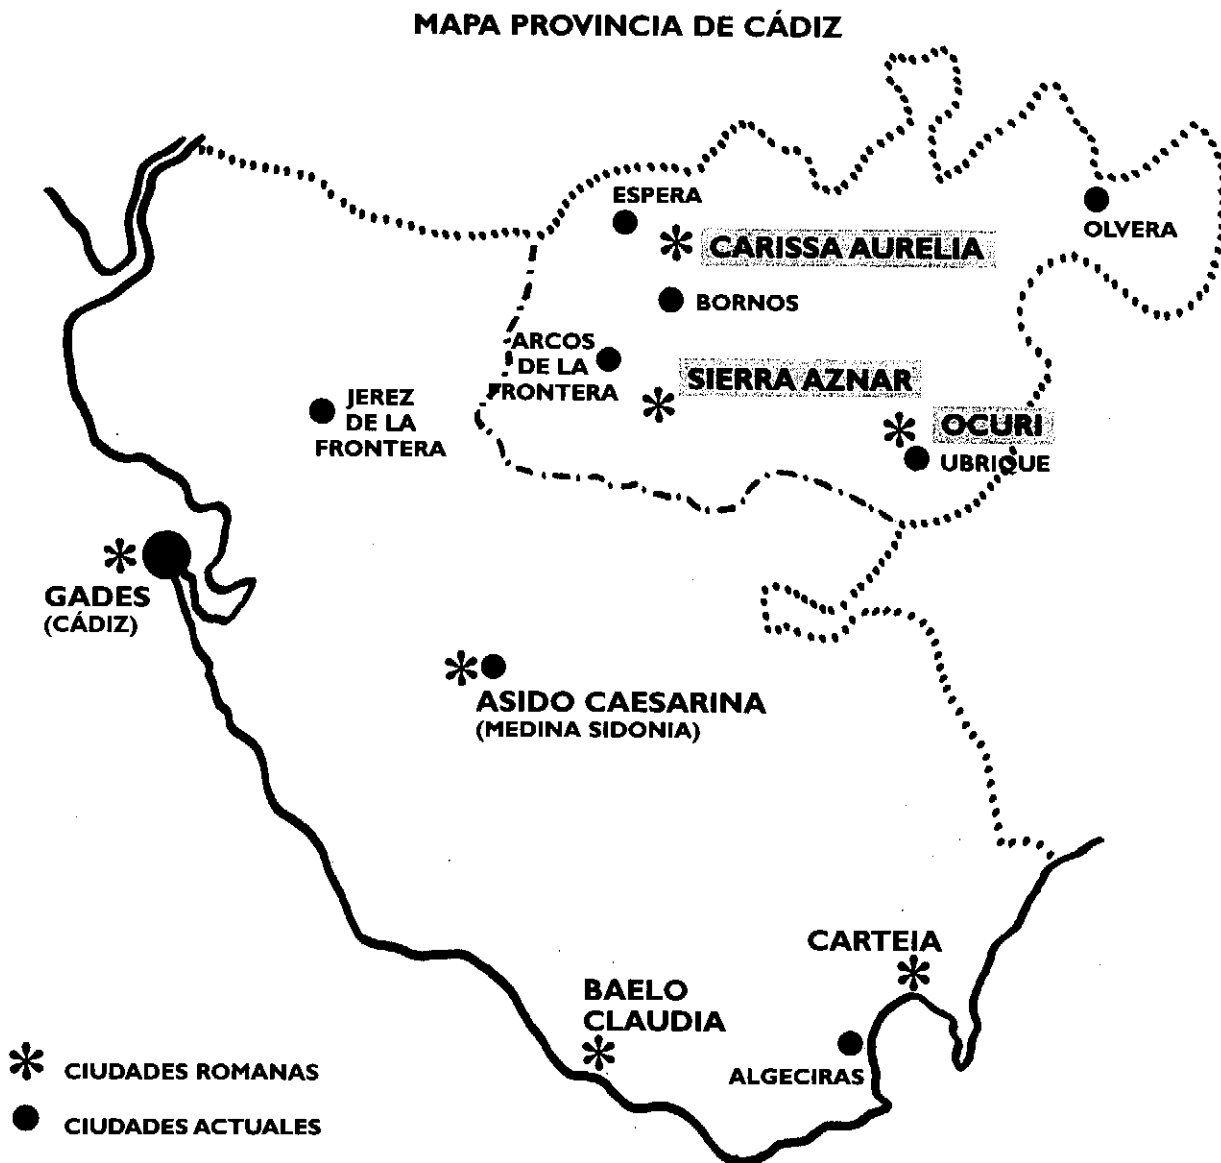 MAPA PROVINCIA DE CÁDIZ
ESPERA
CARISSA AURELIA
OLVERA
BORNOS
ARCOS
DE LA
FRONTERA
SIERRA AZNAR
JEREZ
DE LA
FRONTERA
OCURI
UBRIQUE
GADES
(CÁDIZ)
ASIDO CAESARINA
(MEDINA SIDONIA)
CARTEIA
BAELO
CLAUDIA
ALGECIRAS
CIUDADES ROMANAS
CIUDADES ACTUALES